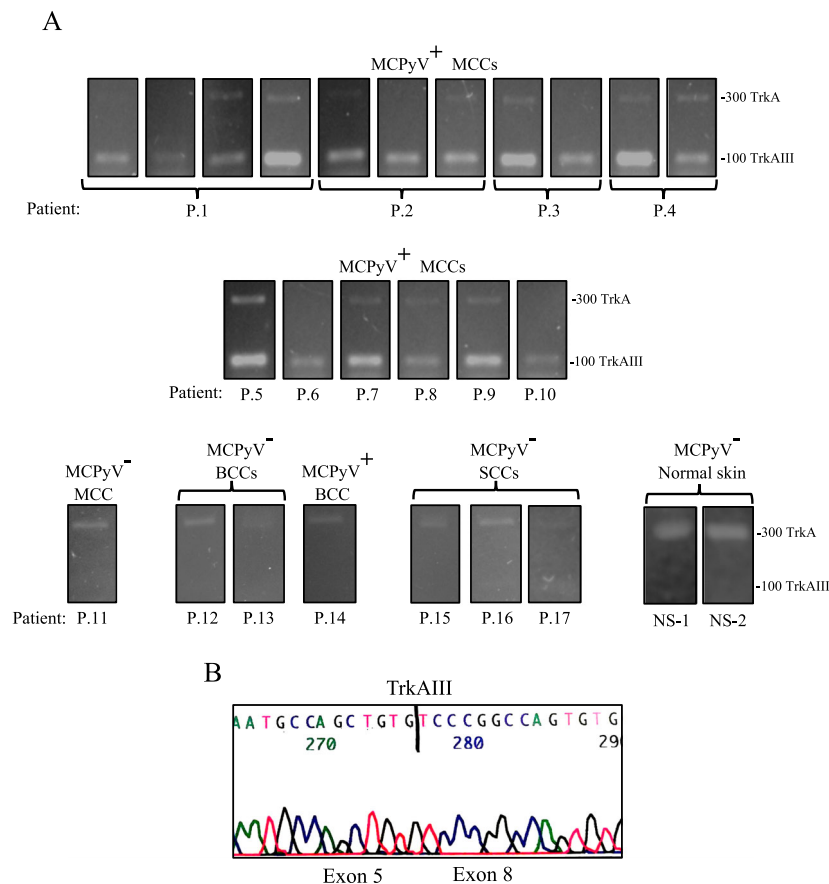 A
MCPyV+ MCCs
-300 TrkA
-100 TrkAIII
Patient: P.1 P.2 P.3 P.4
MCPyV+ MCCs
-300 TrkA
-100 TrkAIII
Patient: P.5 P.6 P.7 P.8 P.9 P.10
MCPyV- MCC
MCPyV- BCCs
MCPyV+ BCC
MCPyV- SCCs
MCPyV- Normal skin
-300 TrkA
-100 TrkAIII
Patient: P.11 P.12 P.13 P.14 P.15 P.16 P.17 NS-1 NS-2
B
TrkAIII
A A T G C C A G C T G T G T C C C G G C C A G T G T G
270 280 29
Exon 5 Exon 8